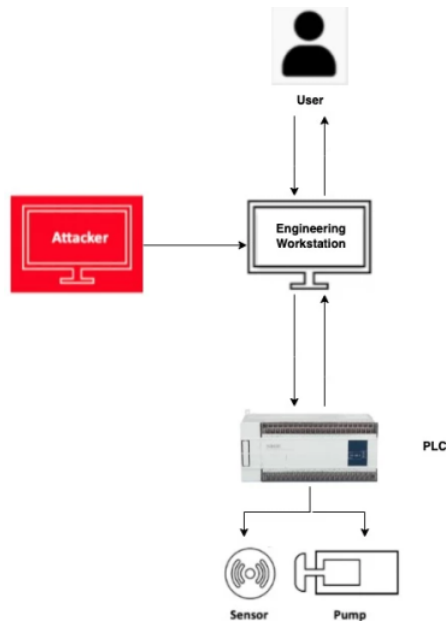 User
Attacker
Engineering
Workstation
PLC
Sensor
Pump